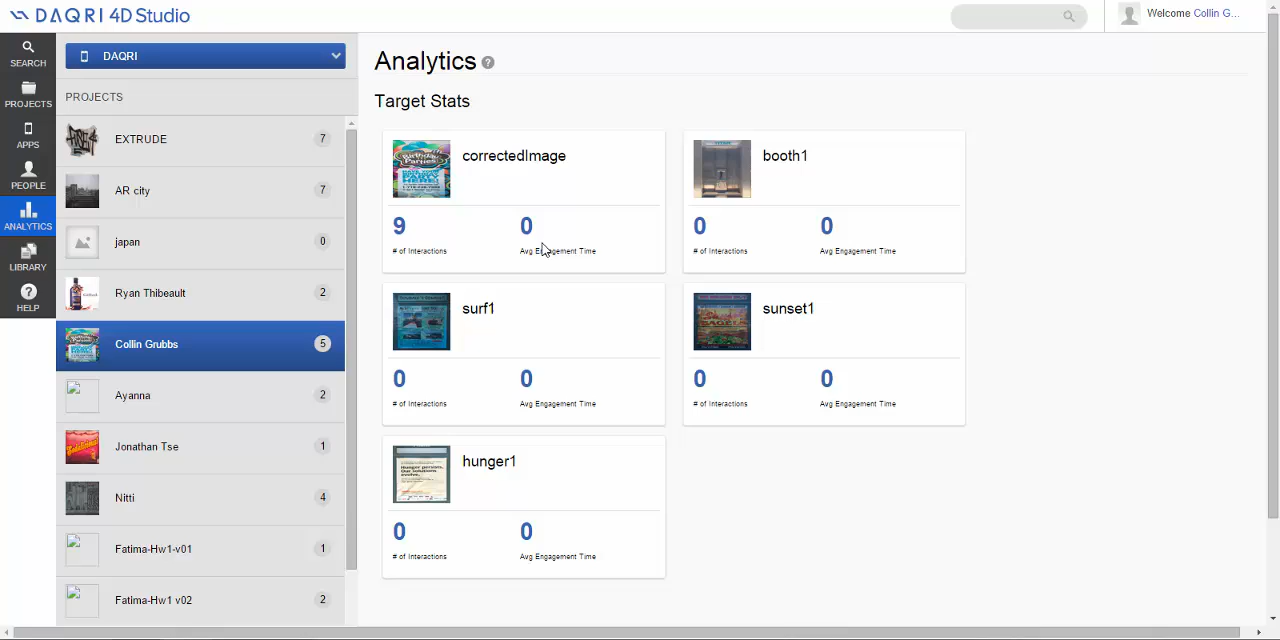 DAQRI 4D Studio
Welcome Collin G...
SEARCH
PROJECTS
APPS
PEOPLE
ANALYTICS
LIBRARY
HELP
DAQRI
PROJECTS
EXTRUDE 7
AR city 7
japan 0
Ryan Thibeault 2
Collin Grubbs 5
Ayanna 2
Jonathan Tse 1
Nitti 4
Fatima-Hw1-v01 1
Fatima-Hw1 v02 2
Analytics ?
Target Stats
correctedImage
9 0
# of Interactions Avg Engagement Time
booth1
0 0
# of Interactions Avg Engagement Time
surf1
0 0
# of Interactions Avg Engagement Time
sunset1
0 0
# of Interactions Avg Engagement Time
hunger1
0 0
# of Interactions Avg Engagement Time